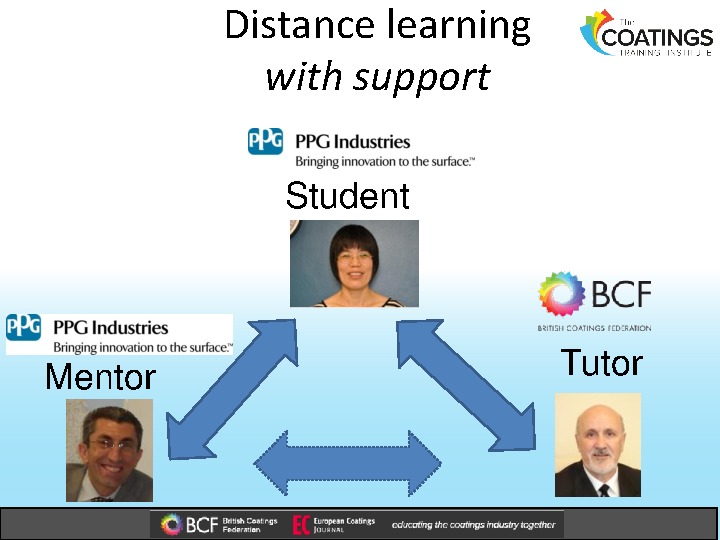 Distance learning
with support
The
COATINGS
TRAINING INSTITUTE
PPG
PPG Industries
Bringing innovation to the surface.™
Student
BCF
BRITISH COATINGS FEDERATION
PPG
PPG Industries
Bringing innovation to the surface.™
Mentor
Tutor
BCF British Coatings
Federation
EC European Coatings
JOURNAL
educating the coatings industry together